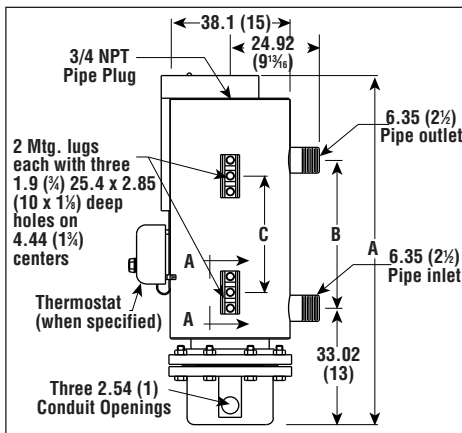 38.1 (15)
24.92
(9 13/16)
3/4 NPT
Pipe Plug
6.35 (2½)
Pipe outlet
2 Mtg. lugs
each with three
1.9 (¾) 25.4 x 2.85
(10 x 1⅛) deep
holes on
4.44 (1¾)
centers
C
B
A
A
6.35 (2½)
Pipe inlet
Thermostat
(when specified)
A
33.02
(13)
Three 2.54 (1)
Conduit Openings